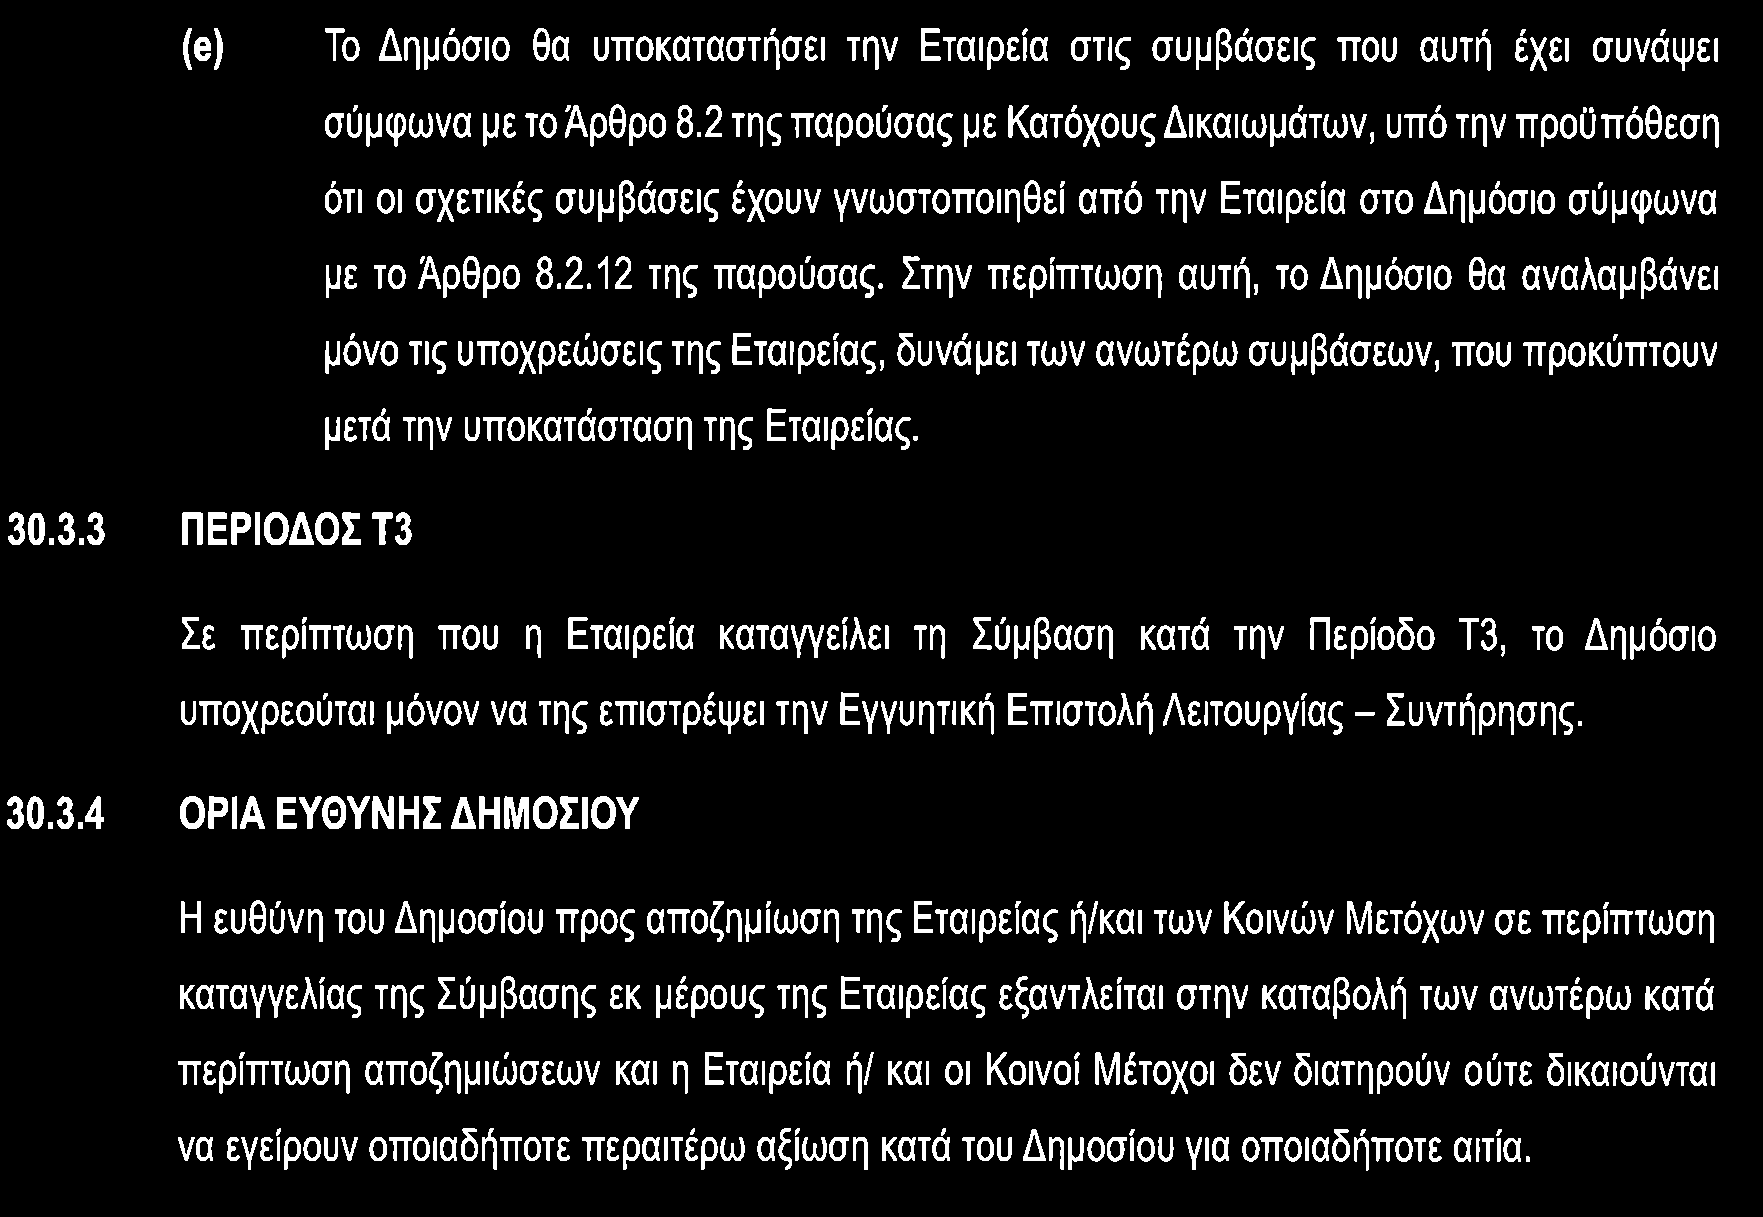 (e) Το Δημόσιο θα υποκαταστήσει την Εταιρεία στις συμβάσεις που αυτή έχει συνάψει
σύμφωνα με το Άρθρο 8.2 της παρούσας με Κατόχους Δικαιωμάτων, υπό την προϋπόθεση
ότι οι σχετικές συμβάσεις έχουν γνωστοποιηθεί από την Εταιρεία στο Δημόσιο σύμφωνα
με το Άρθρο 8.2.12 της παρούσας. Στην περίπτωση αυτή, το Δημόσιο θα αναλαμβάνει
μόνο τις υποχρεώσεις της Εταιρείας, δυνάμει των ανωτέρω συμβάσεων, που προκύπτουν
μετά την υποκατάσταση της Εταιρείας.
30.3.3 ΠΕΡΙΟΔΟΣ Τ3
Σε περίπτωση που η Εταιρεία καταγγείλει τη Σύμβαση κατά την Περίοδο Τ3, το Δημόσιο
υποχρεούται μόνον να της επιστρέψει την Εγγυητική Επιστολή Λειτουργίας – Συντήρησης.
30.3.4 ΟΡΙΑ ΕΥΘΥΝΗΣ ΔΗΜΟΣΙΟΥ
Η ευθύνη του Δημοσίου προς αποζημίωση της Εταιρείας ή/και των Κοινών Μετόχων σε περίπτωση
καταγγελίας της Σύμβασης εκ μέρους της Εταιρείας εξαντλείται στην καταβολή των ανωτέρω κατά
περίπτωση αποζημιώσεων και η Εταιρεία ή/ και οι Κοινοί Μέτοχοι δεν διατηρούν ούτε δικαιούνται
να εγείρουν οποιαδήποτε περαιτέρω αξίωση κατά του Δημοσίου για οποιαδήποτε αιτία.